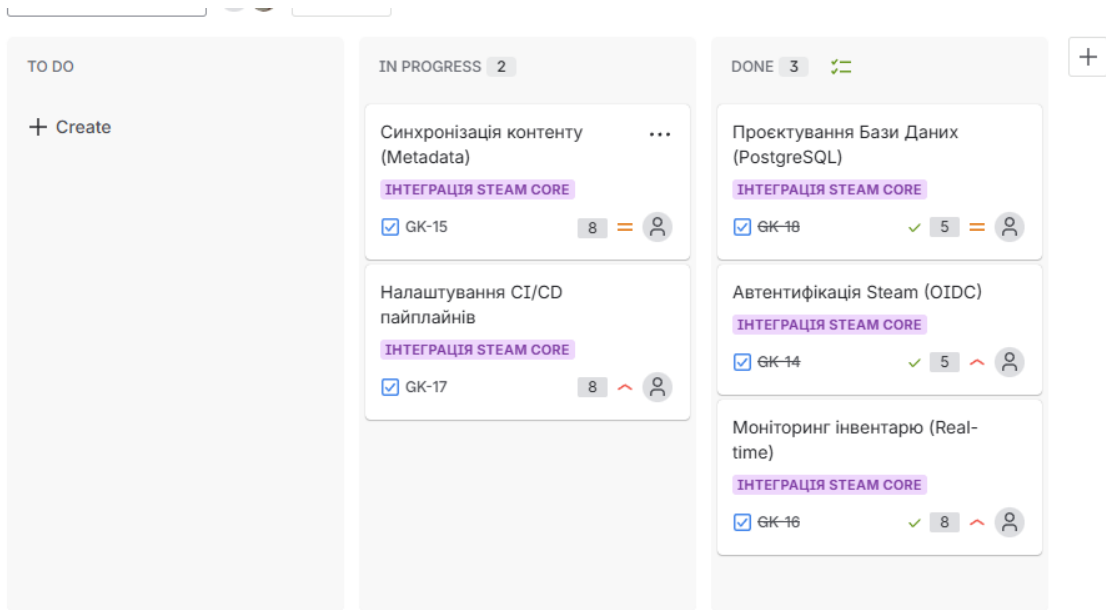 TO DO
+ Create
IN PROGRESS 2
Синхронізація контенту
(Metadata)
ІНТЕГРАЦІЯ STEAM CORE
GK-15 8
Налаштування CI/CD
пайплайнів
ІНТЕГРАЦІЯ STEAM CORE
GK-17 8
DONE 3
Проєктування Бази Даних
(PostgreSQL)
ІНТЕГРАЦІЯ STEAM CORE
GK-18 5
Автентифікація Steam (OIDC)
ІНТЕГРАЦІЯ STEAM CORE
GK-14 5
Моніторинг інвентарю (Real-
time)
ІНТЕГРАЦІЯ STEAM CORE
GK-16 8